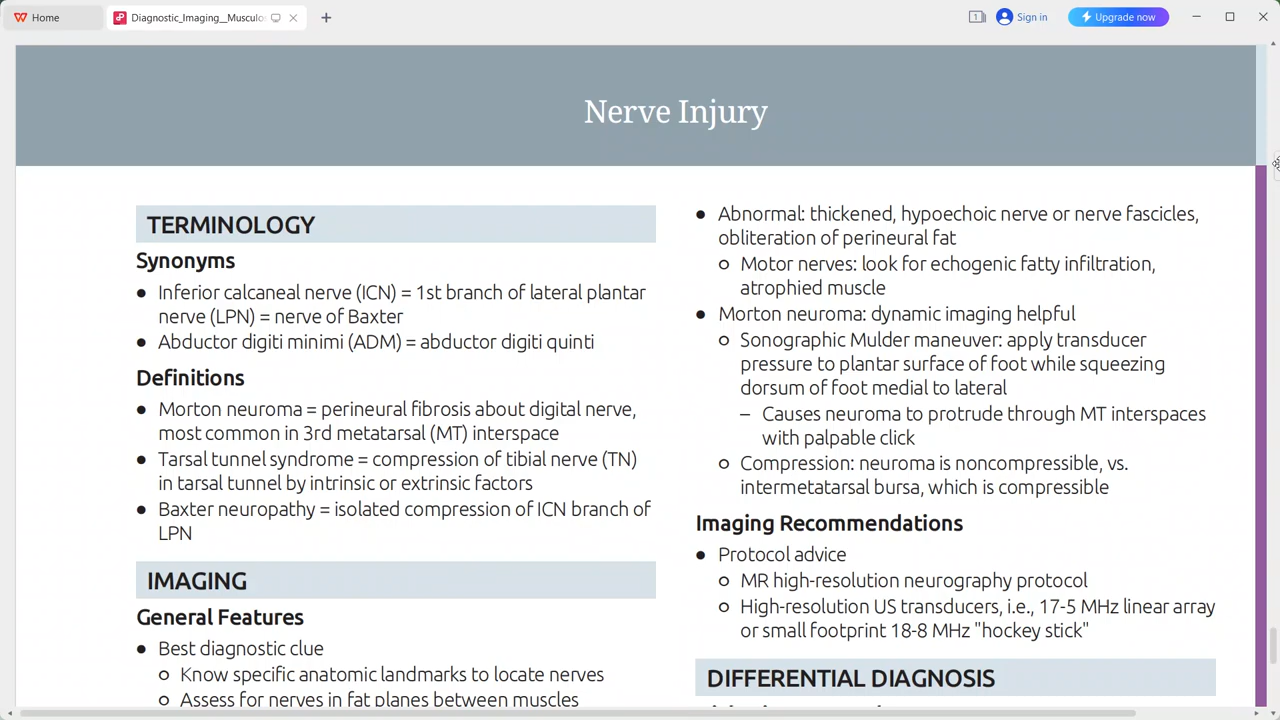 Home
Diagnostic_Imaging__Musculos
1
Sign in
Upgrade now
Nerve Injury
TERMINOLOGY
Synonyms
● Inferior calcaneal nerve (ICN) = 1st branch of lateral plantar
nerve (LPN) = nerve of Baxter
● Abductor digiti minimi (ADM) = abductor digiti quinti
Definitions
● Morton neuroma = perineural fibrosis about digital nerve,
most common in 3rd metatarsal (MT) interspace
● Tarsal tunnel syndrome = compression of tibial nerve (TN)
in tarsal tunnel by intrinsic or extrinsic factors
● Baxter neuropathy = isolated compression of ICN branch of
LPN
IMAGING
General Features
● Best diagnostic clue
○ Know specific anatomic landmarks to locate nerves
○ Assess for nerves in fat planes between muscles
● Abnormal: thickened, hypoechoic nerve or nerve fascicles,
obliteration of perineural fat
○ Motor nerves: look for echogenic fatty infiltration,
atrophied muscle
● Morton neuroma: dynamic imaging helpful
○ Sonographic Mulder maneuver: apply transducer
pressure to plantar surface of foot while squeezing
dorsum of foot medial to lateral
– Causes neuroma to protrude through MT interspaces
with palpable click
○ Compression: neuroma is noncompressible, vs.
intermetatarsal bursa, which is compressible
Imaging Recommendations
● Protocol advice
○ MR high-resolution neurography protocol
○ High-resolution US transducers, i.e., 17-5 MHz linear array
or small footprint 18-8 MHz "hockey stick"
DIFFERENTIAL DIAGNOSIS